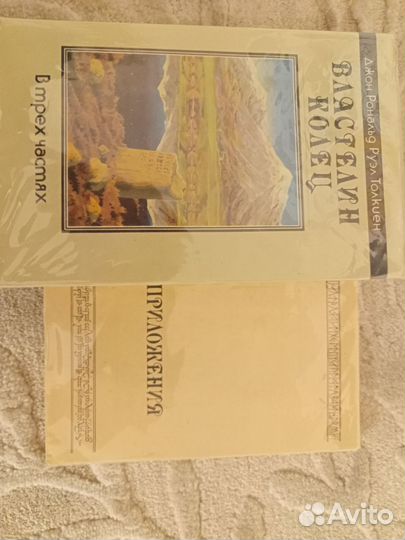 Джон Рональд Руэл Толкиен
ВЛАСТЕЛИН
КОЛЕЦ
В трех частях
ПРИЛОЖЕНИЯ
Avito